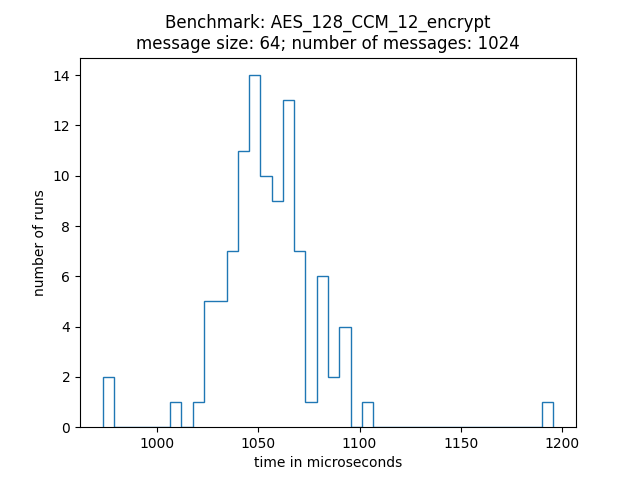 Benchmark: AES_128_CCM_12_encrypt
message size: 64; number of messages: 1024
14
12
10
8
6
4
2
0
number of runs
1000 1050 1100 1150 1200
time in microseconds